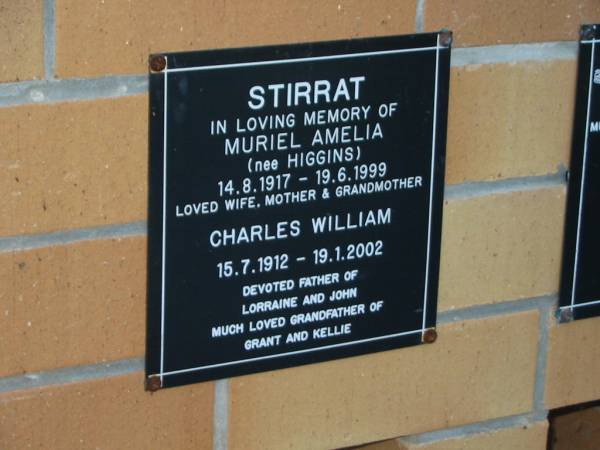 STIRRAT
IN LOVING MEMORY OF
MURIEL AMELIA
(nee HIGGINS)
14.8.1917 – 19.6.1999
LOVED WIFE, MOTHER & GRANDMOTHER
CHARLES WILLIAM
15.7.1912 – 19.1.2002
DEVOTED FATHER OF
LORRAINE AND JOHN
MUCH LOVED GRANDFATHER OF
GRANT AND KELLIE